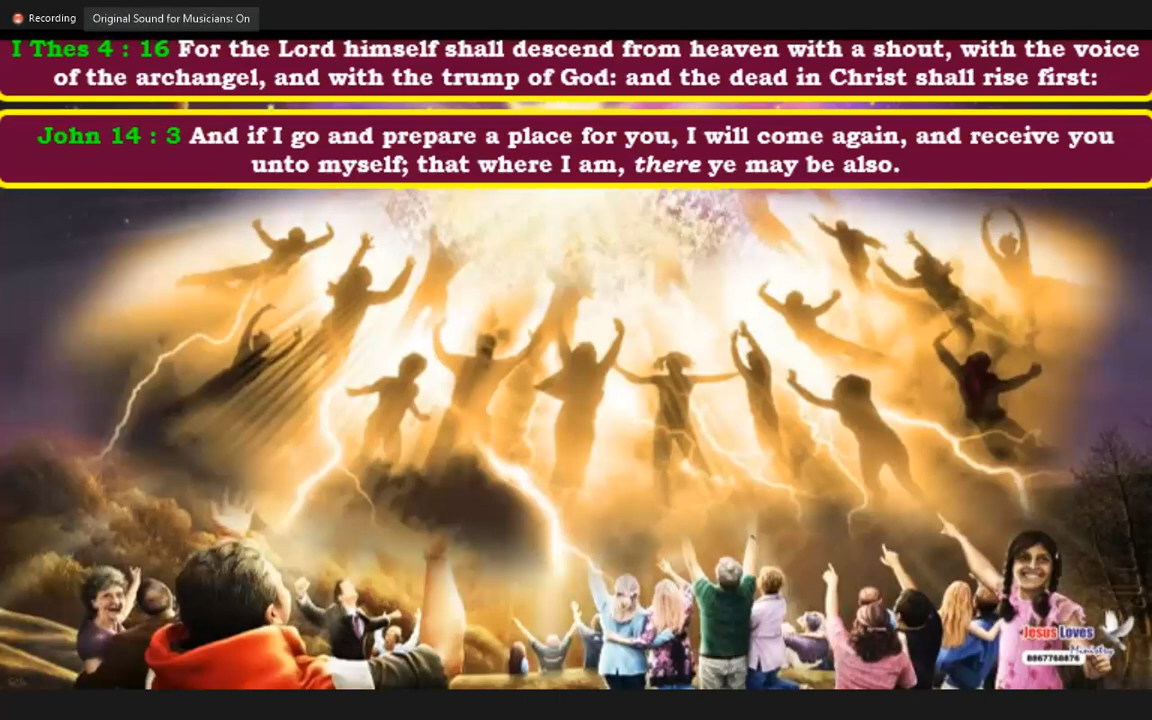 Recording
Original Sound for Musicians: On
I Thes 4 : 16 For the Lord himself shall descend from heaven with a shout, with the voice
of the archangel, and with the trump of God: and the dead in Christ shall rise first:
John 14 : 3 And if I go and prepare a place for you, I will come again, and receive you
unto myself; that where I am, there ye may be also.
Jesus Loves
Ministry
8867768876